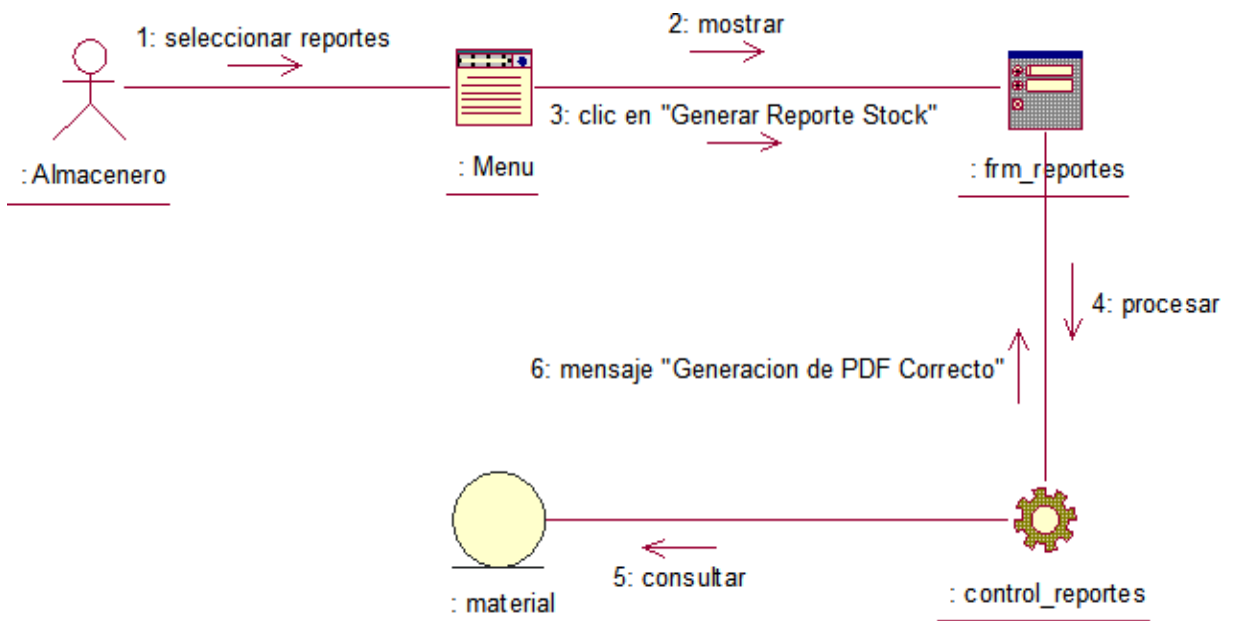 1: seleccionar reportes
2: mostrar
3: clic en "Generar Reporte Stock"
: Almacenero
: Menu
: frm_reportes
4: procesar
6: mensaje "Generacion de PDF Correcto"
5: consultar
: material
: control_reportes